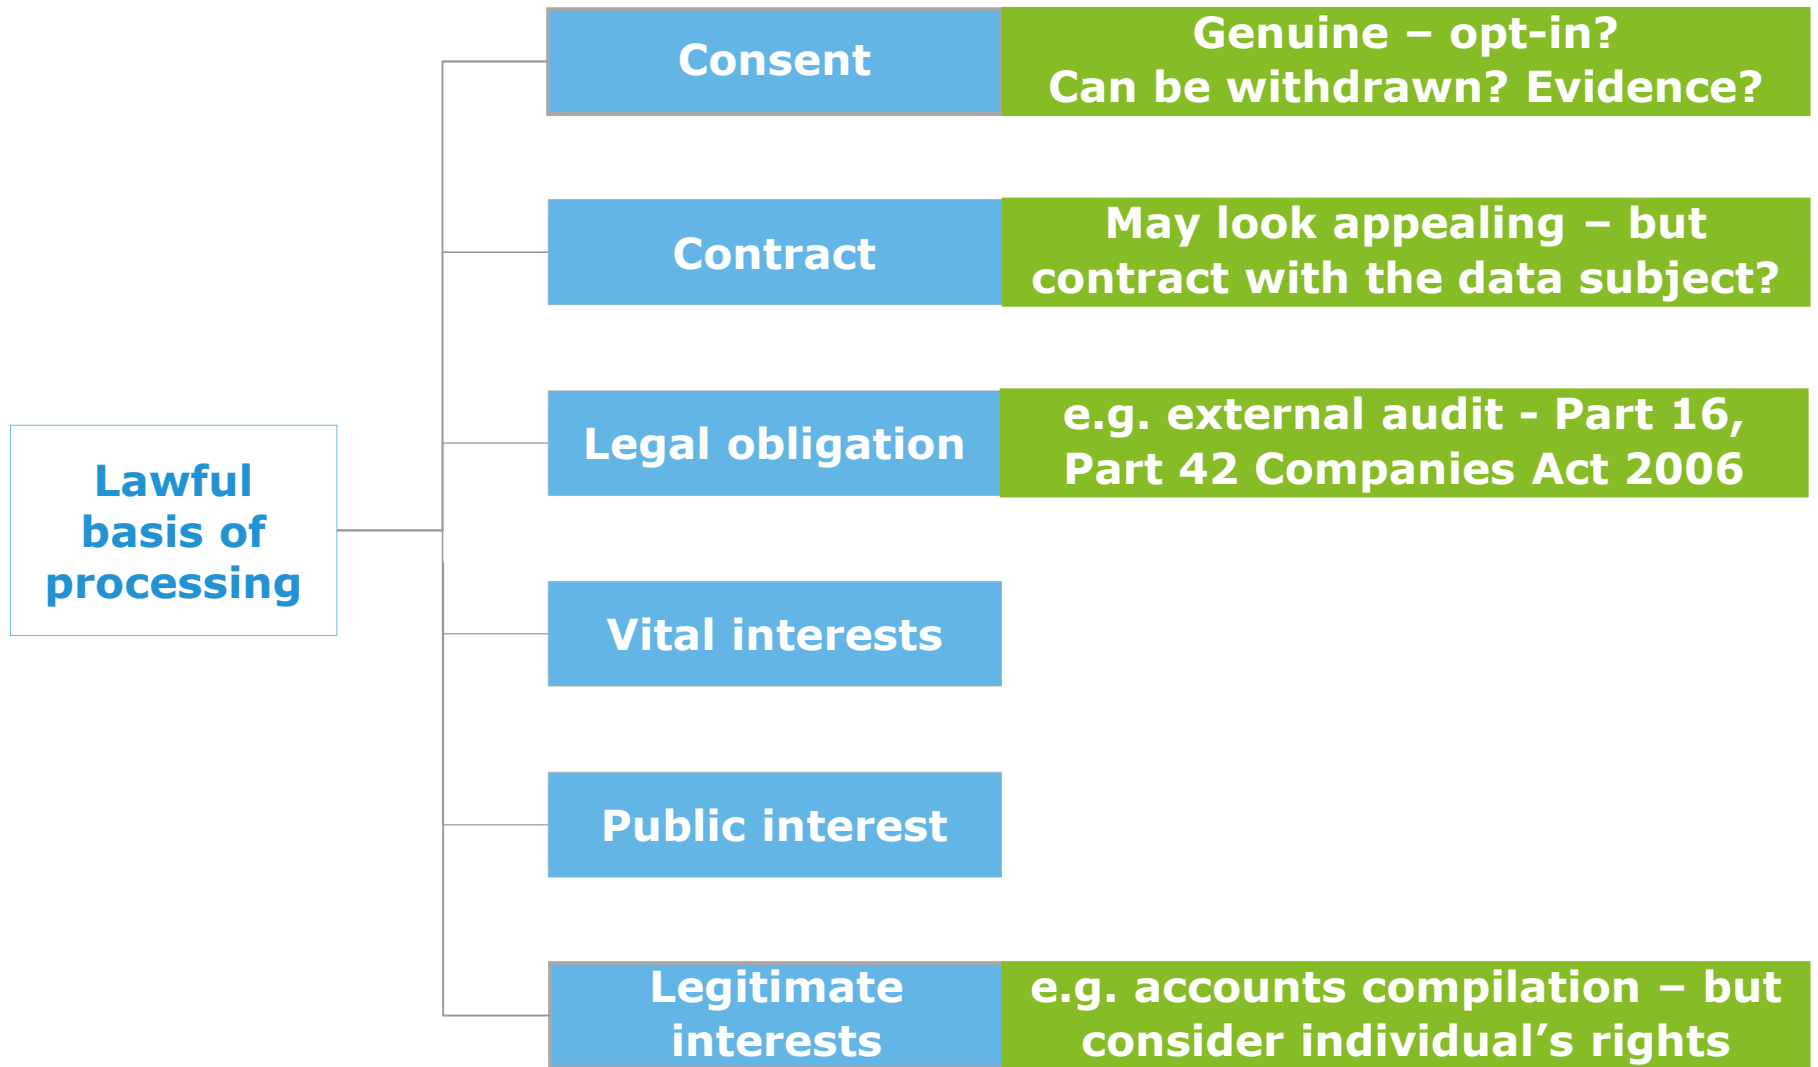 Lawful
basis of
processing
Consent
Genuine – opt-in?
Can be withdrawn? Evidence?
Contract
May look appealing – but
contract with the data subject?
Legal obligation
e.g. external audit - Part 16,
Part 42 Companies Act 2006
Vital interests
Public interest
Legitimate
interests
e.g. accounts compilation – but
consider individual’s rights